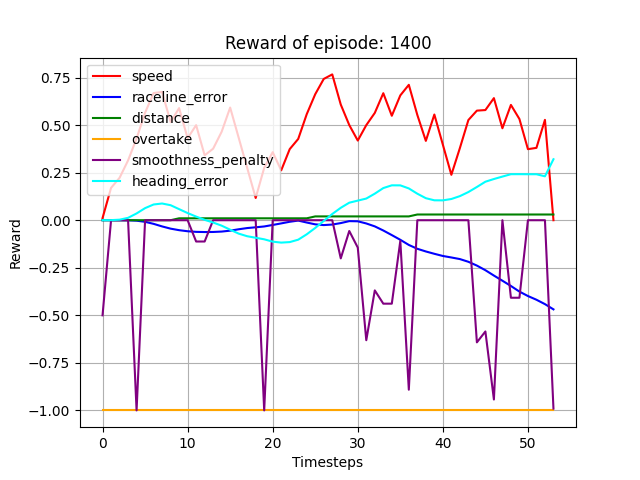 Reward of episode: 1400
speed
raceline_error
distance
overtake
smoothness_penalty
heading_error
0.75
0.50
0.25
0.00
−0.25
−0.50
−0.75
−1.00
Reward
0 10 20 30 40 50
Timesteps